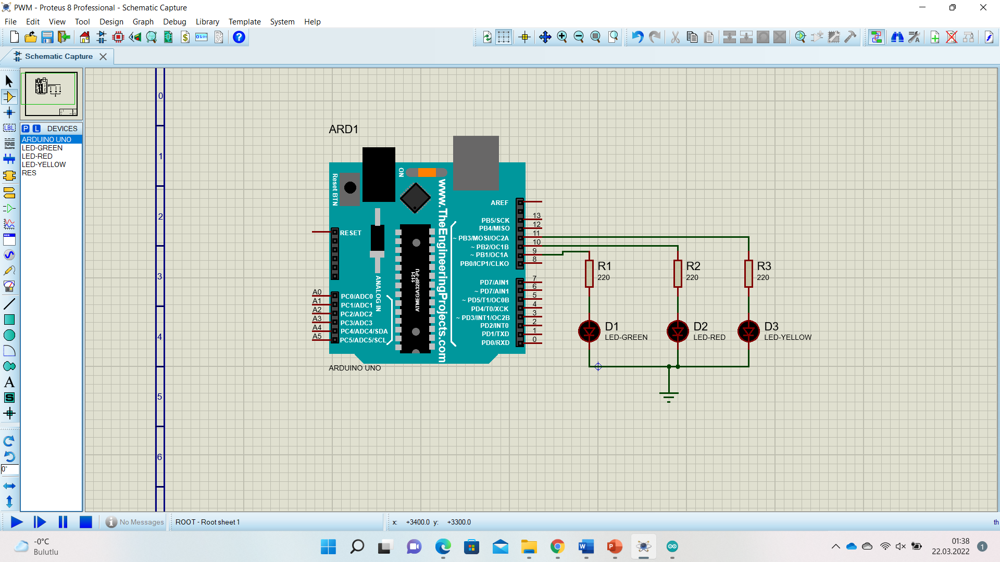 PWM - Proteus 8 Professional - Schematic Capture
File Edit View Tool Design Graph Debug Library Template System Help
Schematic Capture
P L DEVICES
ARDUINO UNO
LED-GREEN
LED-RED
LED-YELLOW
RES
LBL
A
S
0°
0
1
2
3
4
5
6
ARD1
Reset BTN
ON
www.TheEngineeringProjects.com
RESET
ANALOG IN
1121
ATMEGA328P-PU
A0 PC0/ADC0
A1 PC1/ADC1
A2 PC2/ADC2
A3 PC3/ADC3
A4 PC4/ADC4/SDA
A5 PC5/ADC5/SCL
AREF
PB5/SCK 13
PB4/MISO 12
~ PB3/MOSI/OC2A 11
~ PB2/OC1B 10
~ PB1/OC1A 9
PB0/ICP1/CLKO 8
PD7/AIN1 7
~ PD7/AIN1 6
~ PD5/T1/OC0B 5
PD4/T0/XCK 4
~ PD3/INT1/OC2B 3
PD2/INT0 2
PD1/TXD 1
PD0/RXD 0
ARDUINO UNO
R1
220
R2
220
R3
220
D1
LED-GREEN
D2
LED-RED
D3
LED-YELLOW
No Messages
ROOT - Root sheet 1
x: +3400.0 y: +3300.0
th
-0°C
Bulutlu
01:38
22.03.2022
1